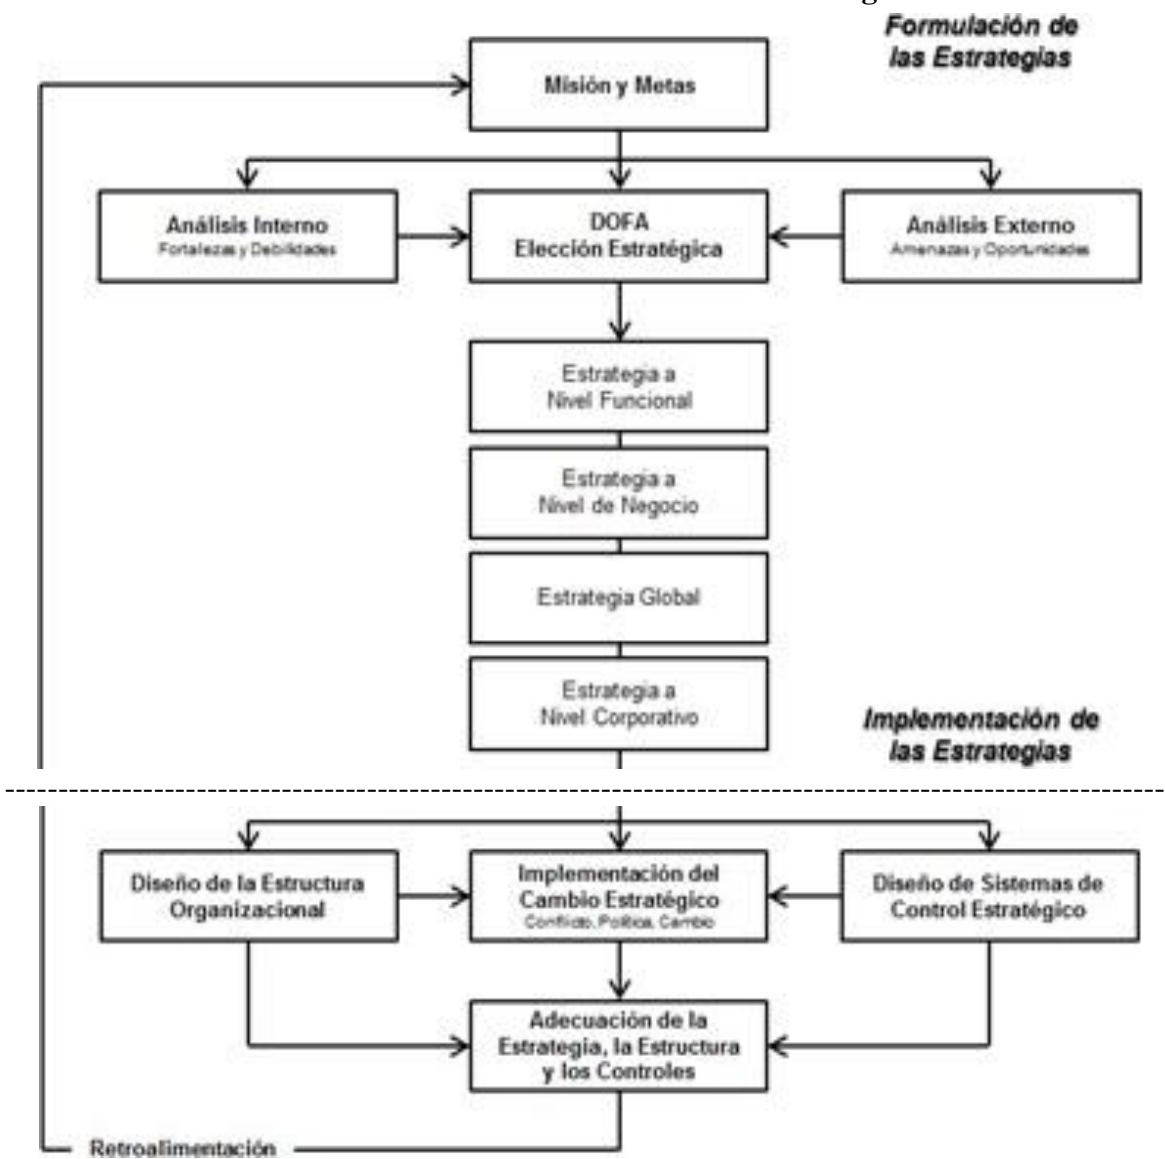 Formulación de
las Estrategias
Misión y Metas
Análisis Interno
Fortalezas y Debilidades
DOFA
Elección Estratégica
Análisis Externo
Amenazas y Oportunidades
Estrategia a
Nivel Funcional
Estrategia a
Nivel de Negocio
Estrategia Global
Estrategia a
Nivel Corporativo
Implementación de
las Estrategias
Diseño de la Estructura
Organizacional
Implementación del
Cambio Estratégico
Conflicto, Política, Cambio
Diseño de Sistemas de
Control Estratégico
Adecuación de la
Estrategia, la Estructura
y los Controles
Retroalimentación